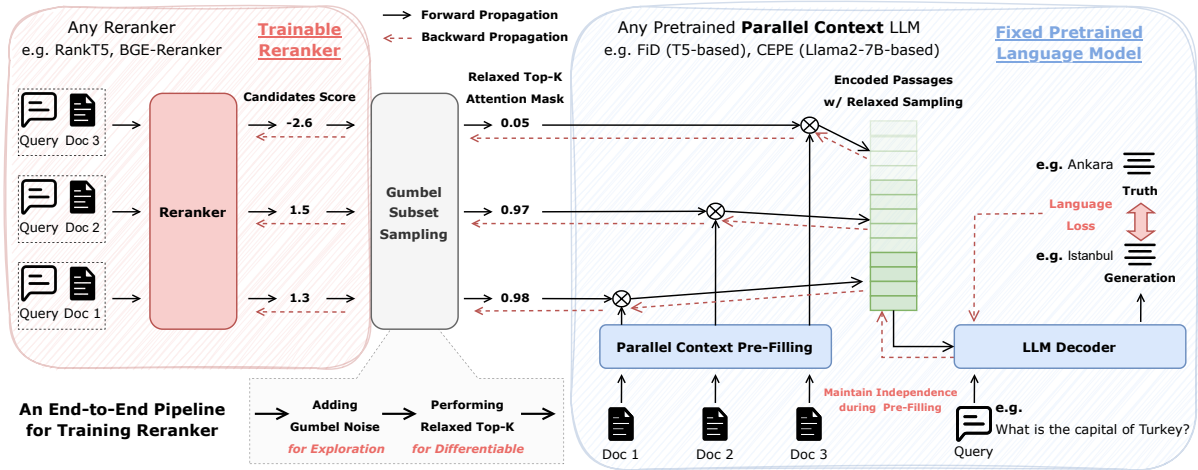 Any Reranker
e.g. RankT5, BGE-Reranker
Trainable
Reranker
Forward Propagation
Backward Propagation
Any Pretrained Parallel Context LLM
e.g. FiD (T5-based), CEPE (Llama2-7B-based)
Fixed Pretrained
Language Model
Candidates Score
Relaxed Top-K
Attention Mask
Encoded Passages
w/ Relaxed Sampling
Query Doc 3
-2.6
0.05
Query Doc 2
Reranker
1.5
Gumbel
Subset
Sampling
0.97
e.g. Ankara
Truth
Language
Loss
e.g. Istanbul
Generation
Query Doc 1
1.3
0.98
Parallel Context Pre-Filling
LLM Decoder
An End-to-End Pipeline
for Training Reranker
Adding
Gumbel Noise
for Exploration
Performing
Relaxed Top-K
for Differentiable
Maintain Independence
during Pre-Filling
Doc 1
Doc 2
Doc 3
Query
e.g.
What is the capital of Turkey?